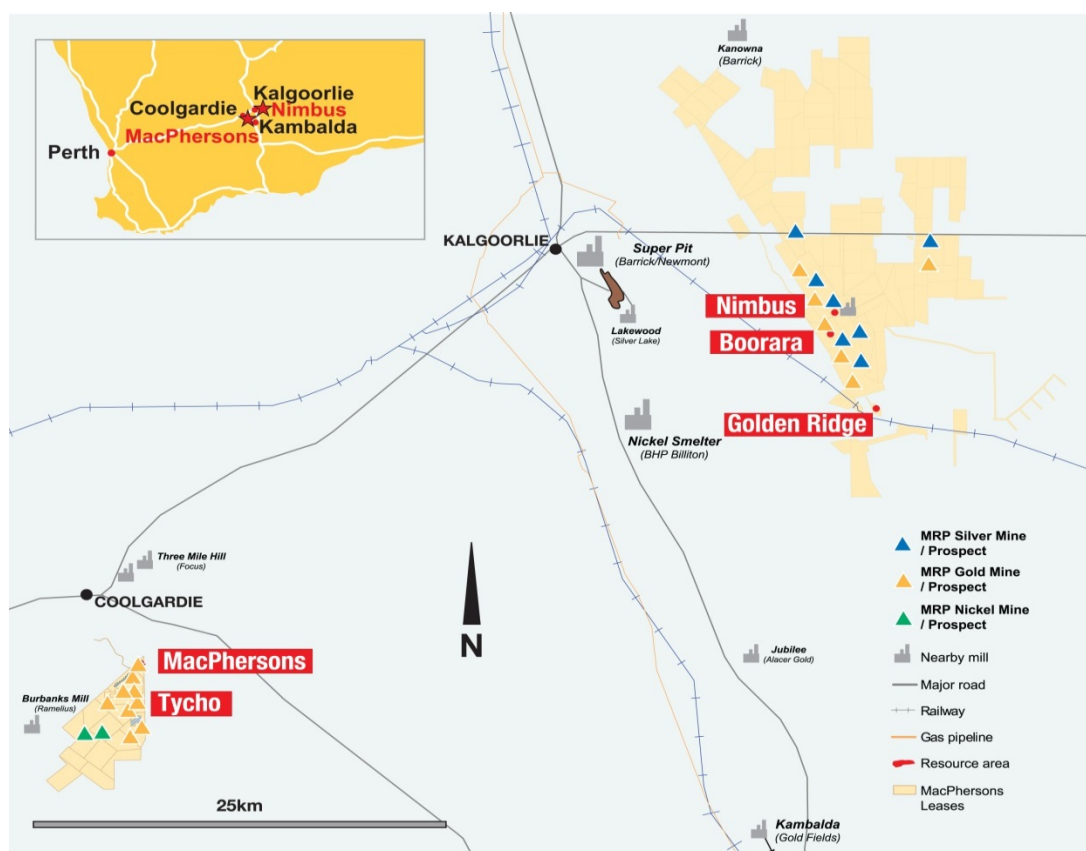 Kalgoorlie
Coolgardie
Nimbus
Kambalda
MacPhersons
Perth
Kanowna
(Barrick)
KALGOORLIE
Super Pit
(Barrick/Newmont)
Lakewood
(Silver Lake)
Nimbus
Boorara
Golden Ridge
Nickel Smelter
(BHP Billiton)
Three Mile Hill
(Focus)
COOLGARDIE
N
MacPhersons
Tycho
Burbanks Mill
(Ramelius)
Jubilee
(Alacer Gold)
25km
Kambalda
(Gold Fields)
MRP Silver Mine
/ Prospect
MRP Gold Mine
/ Prospect
MRP Nickel Mine
/ Prospect
Nearby mill
Major road
Railway
Gas pipeline
Resource area
MacPhersons
Leases